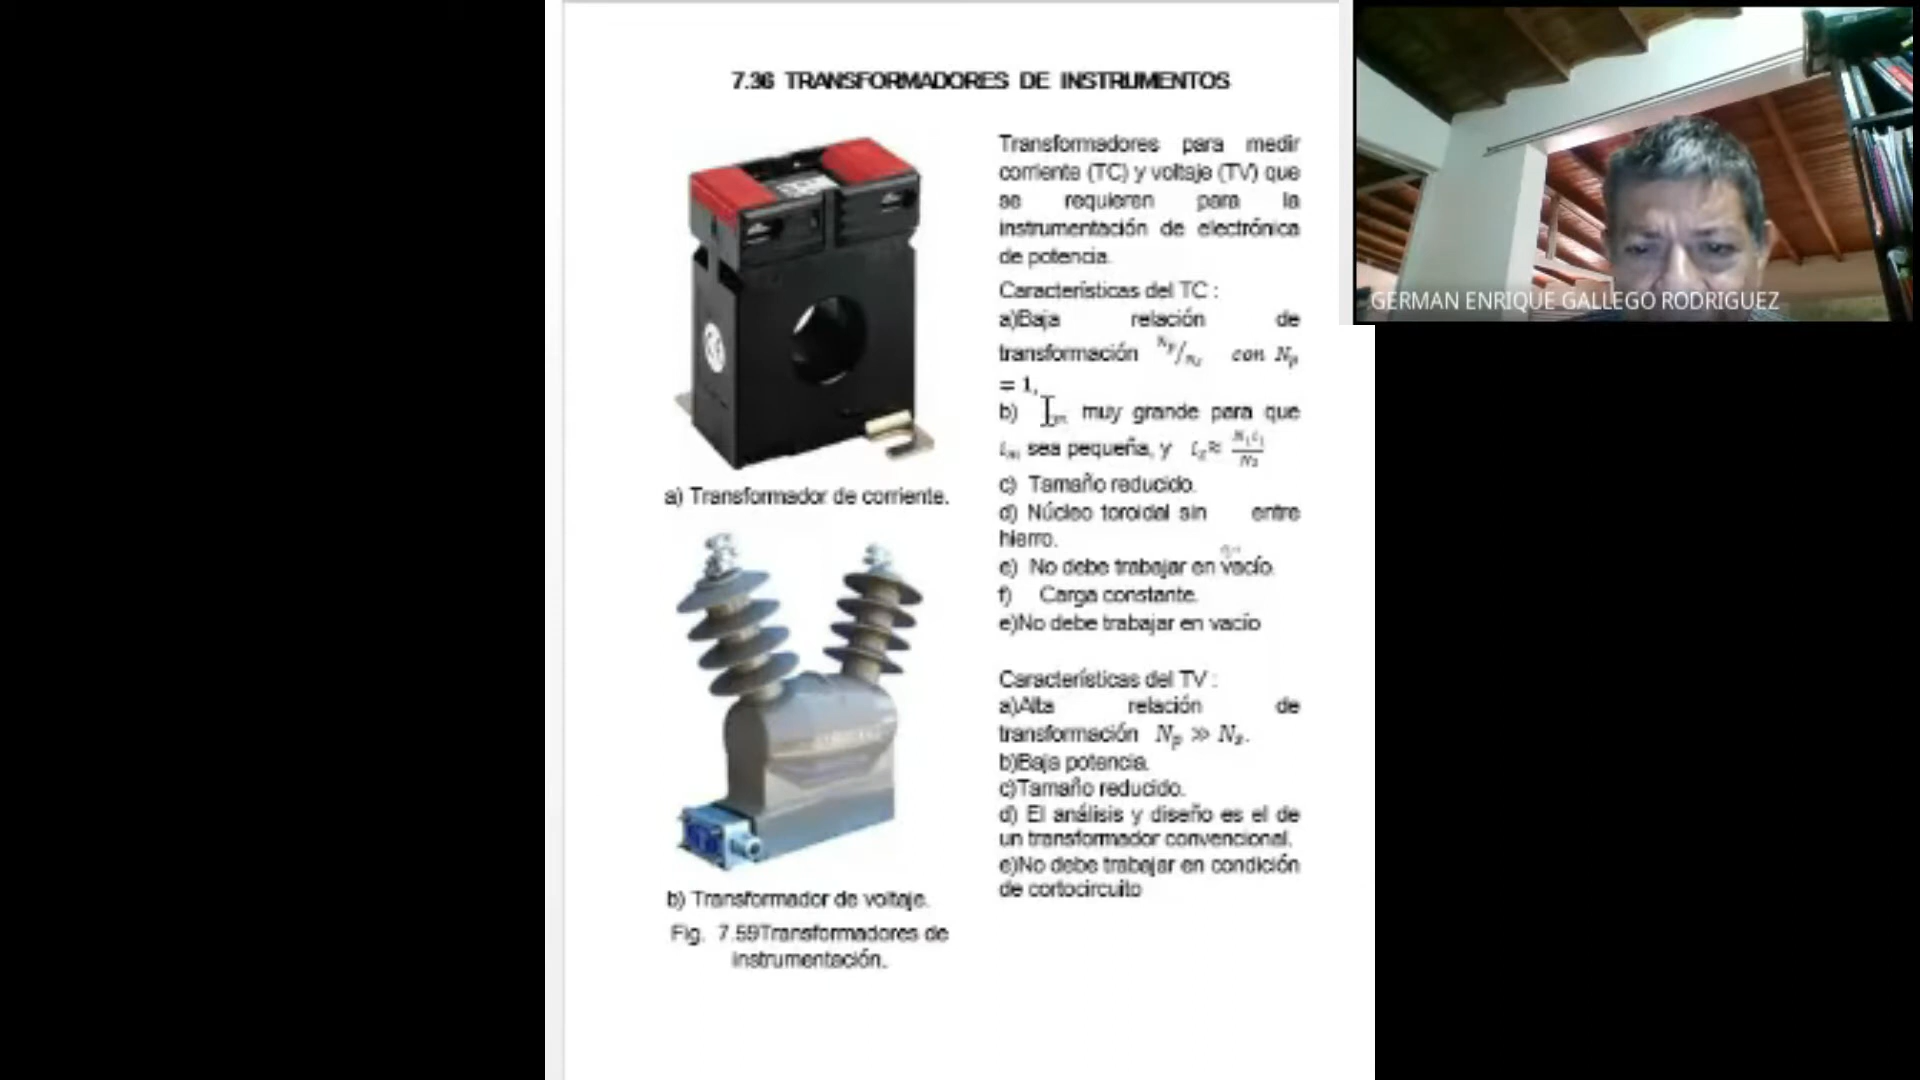 7.36 TRANSFORMADORES DE INSTRUMENTOS
Transformadores para medir
corriente (TC) y voltaje (TV) que
se requieren para la
instrumentación de electrónica
de potencia.
Características del TC :
a)Baja relación de
transformación con Nₚ
= 1,
b) muy grande para que
iₘ sea pequeña, y
c) Tamaño reducido.
d) Núcleo toroidal sin entre
hierro.
e) No debe trabajar en vacío.
f) Carga constante.
e)No debe trabajar en vacío
a) Transformador de corriente.
Características del TV :
a)Alta relación de
transformación Nₚ ≫ Nₛ.
b)Baja potencia.
c)Tamaño reducido.
d) El análisis y diseño es el de
un transformador convencional.
e)No debe trabajar en condición
de cortocircuito
b) Transformador de voltaje.
Fig. 7.59Transformadores de
instrumentación.
GERMAN ENRIQUE GALLEGO RODRIGUEZ